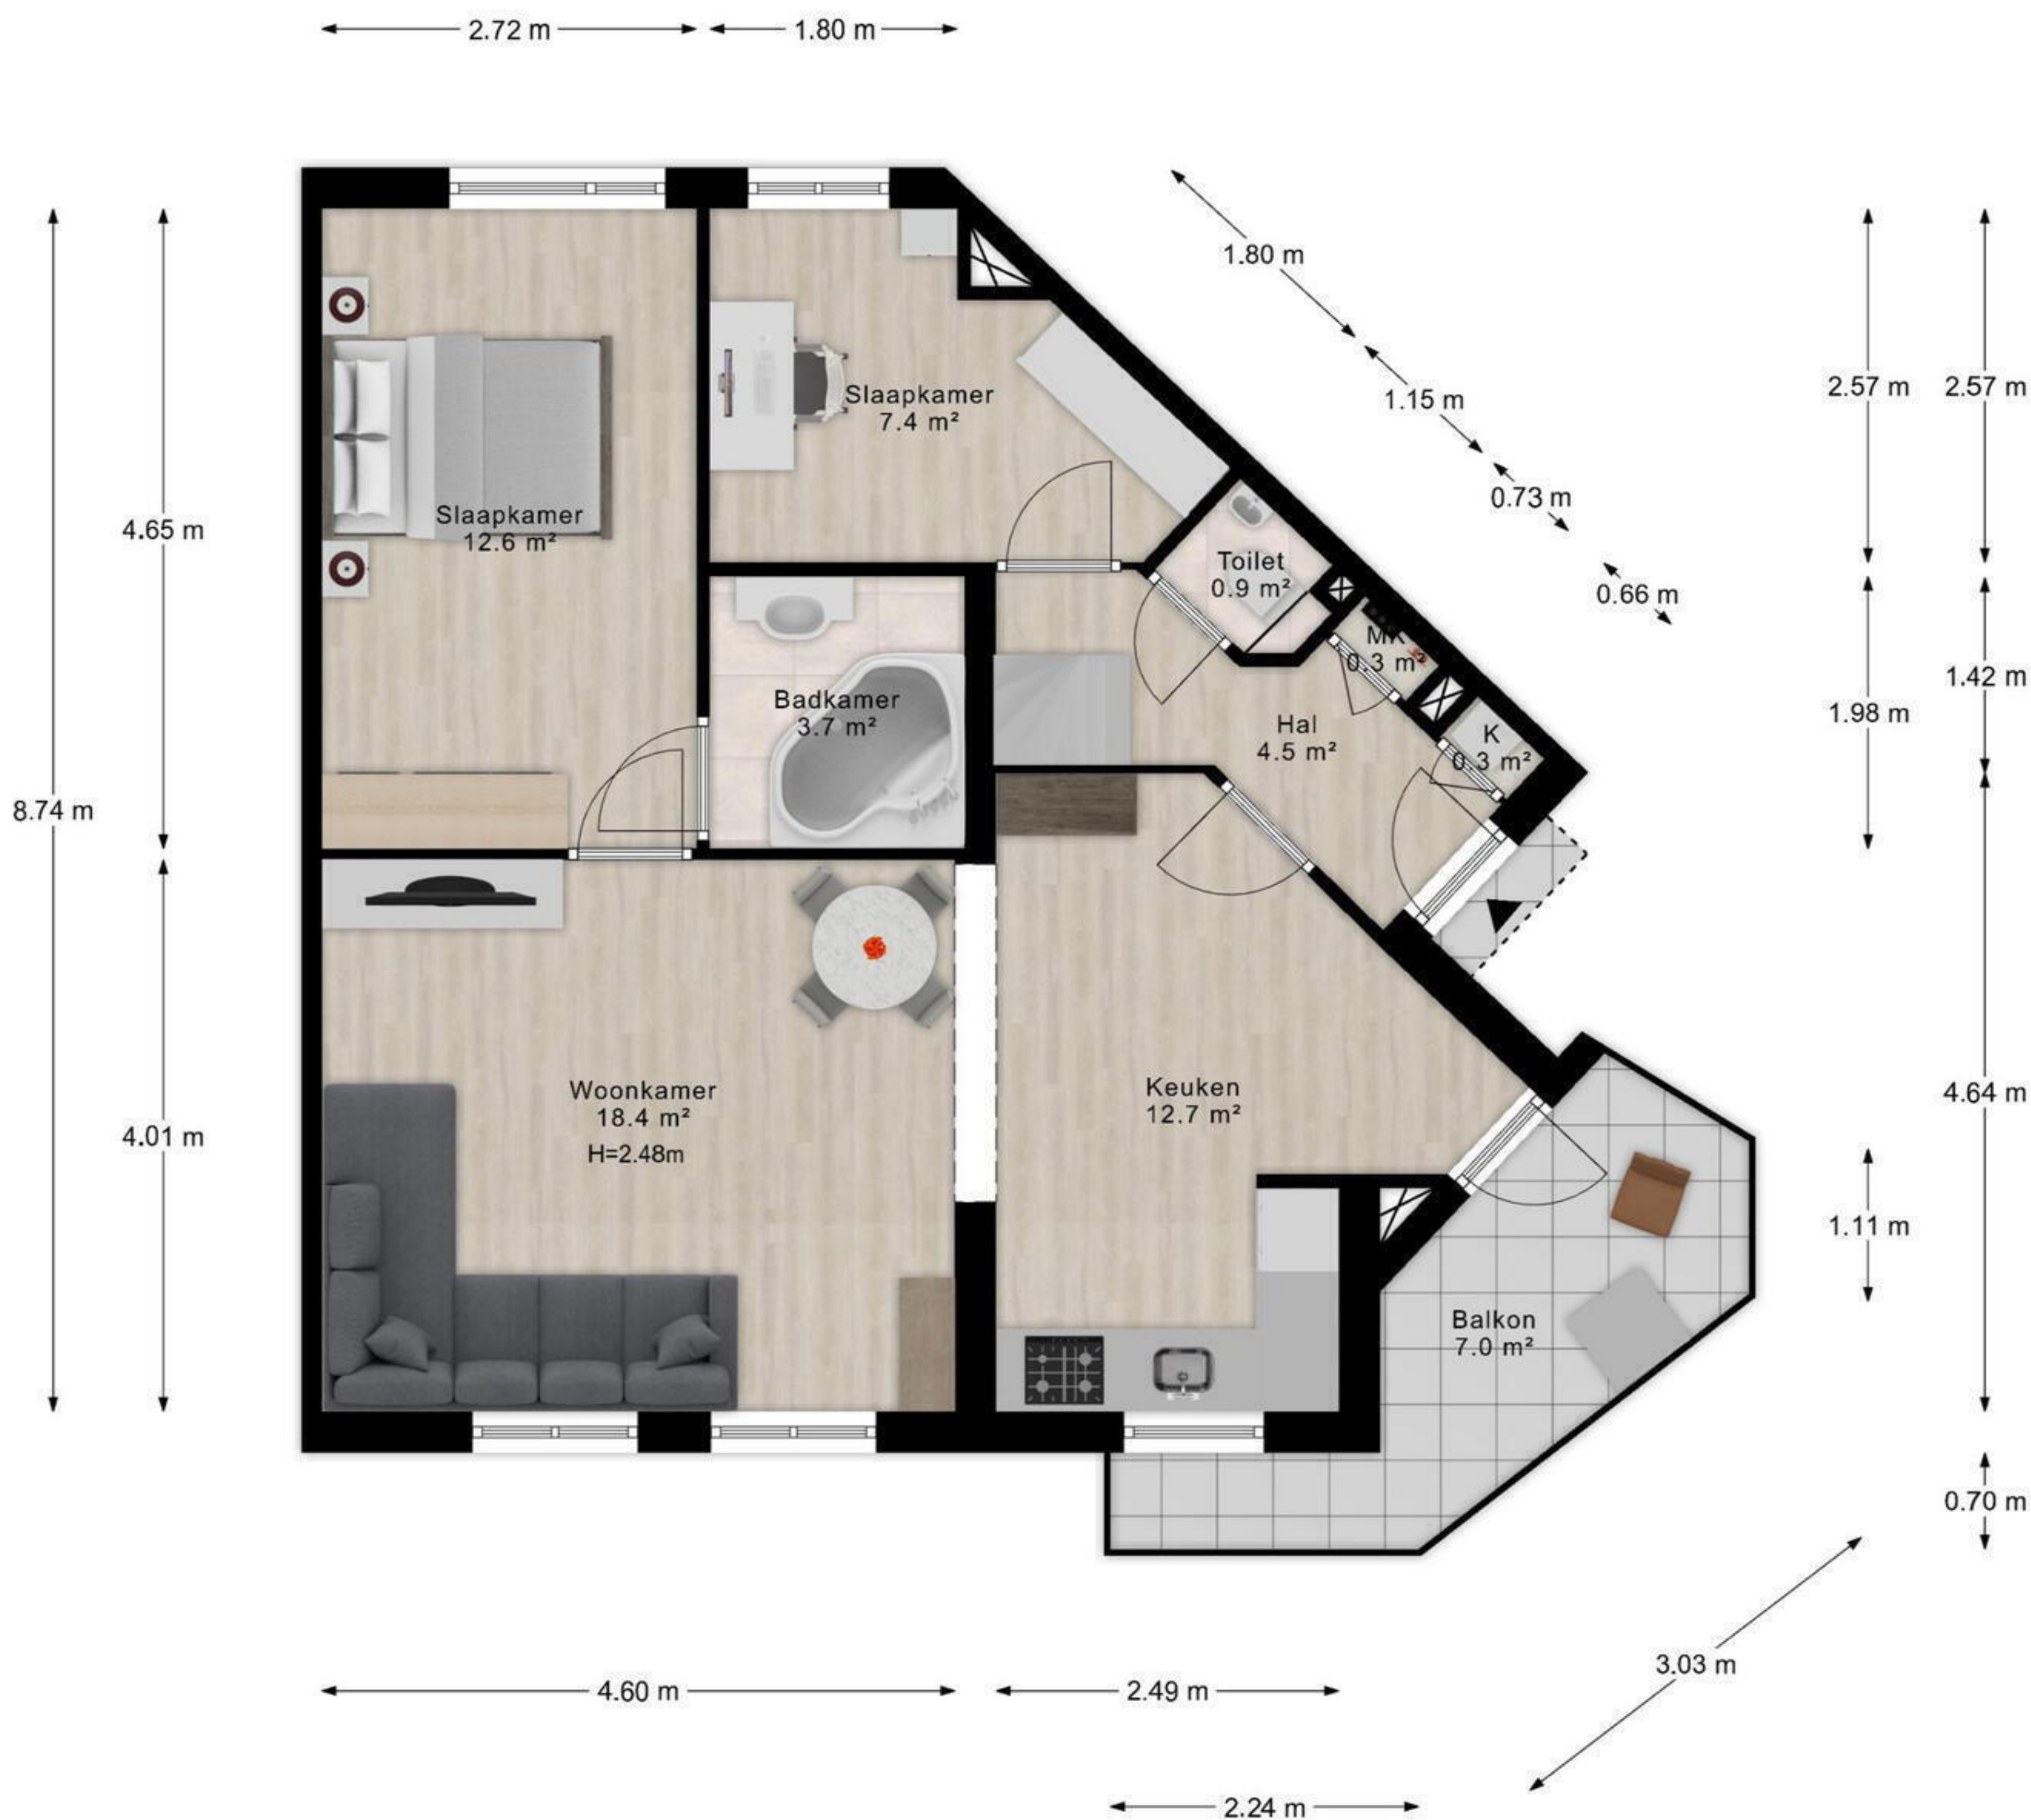 2.72 m
1.80 m
1.80 m
1.15 m
0.73 m
0.66 m
2.57 m
2.57 m
1.98 m
1.42 m
4.64 m
1.11 m
0.70 m
8.74 m
4.65 m
4.01 m
Slaapkamer
12.6 m²
Slaapkamer
7.4 m²
Toilet
0.9 m²
MK
0.3 m²
Badkamer
3.7 m²
Hal
4.5 m²
K
0.3 m²
Woonkamer
18.4 m²
H=2.48m
Keuken
12.7 m²
Balkon
7.0 m²
4.60 m
2.49 m
3.03 m
2.24 m